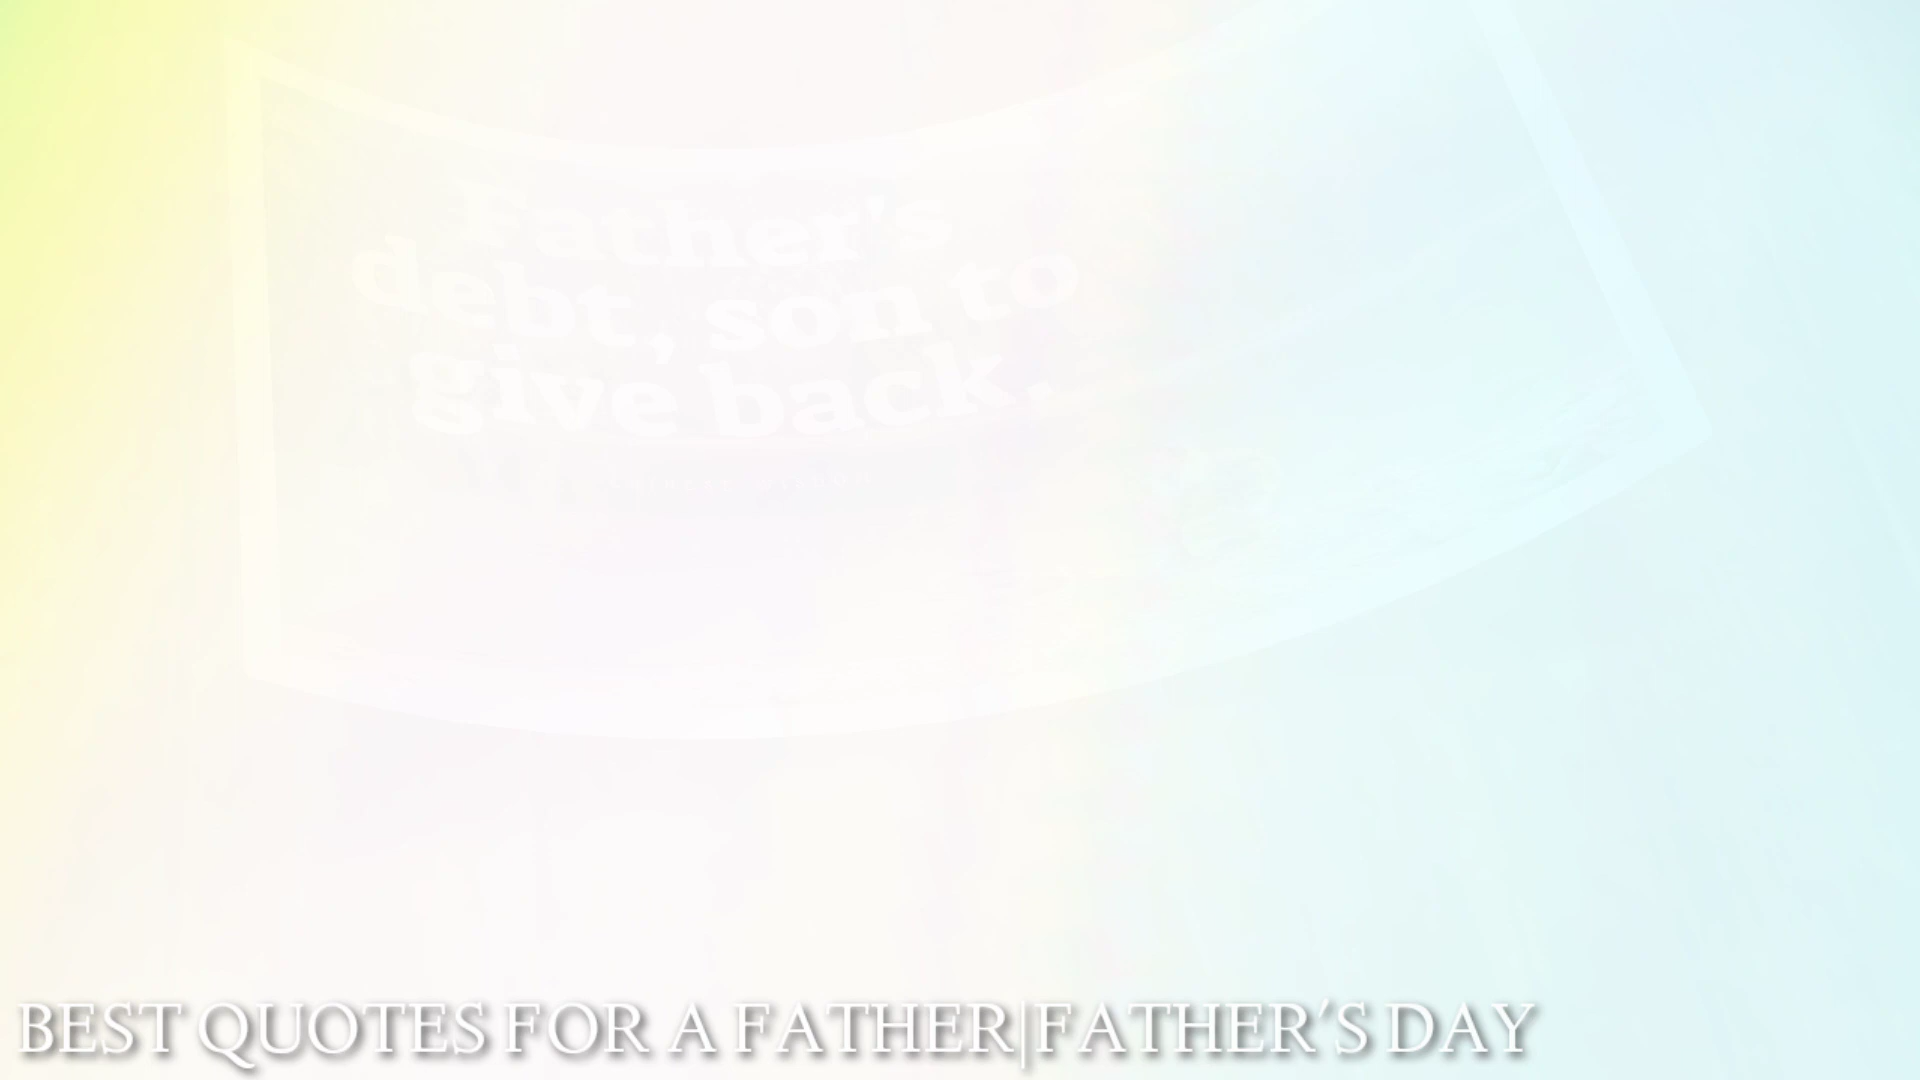 Father's
debt, son to
give back.
BEST QUOTES FOR A FATHER|FATHER'S DAY